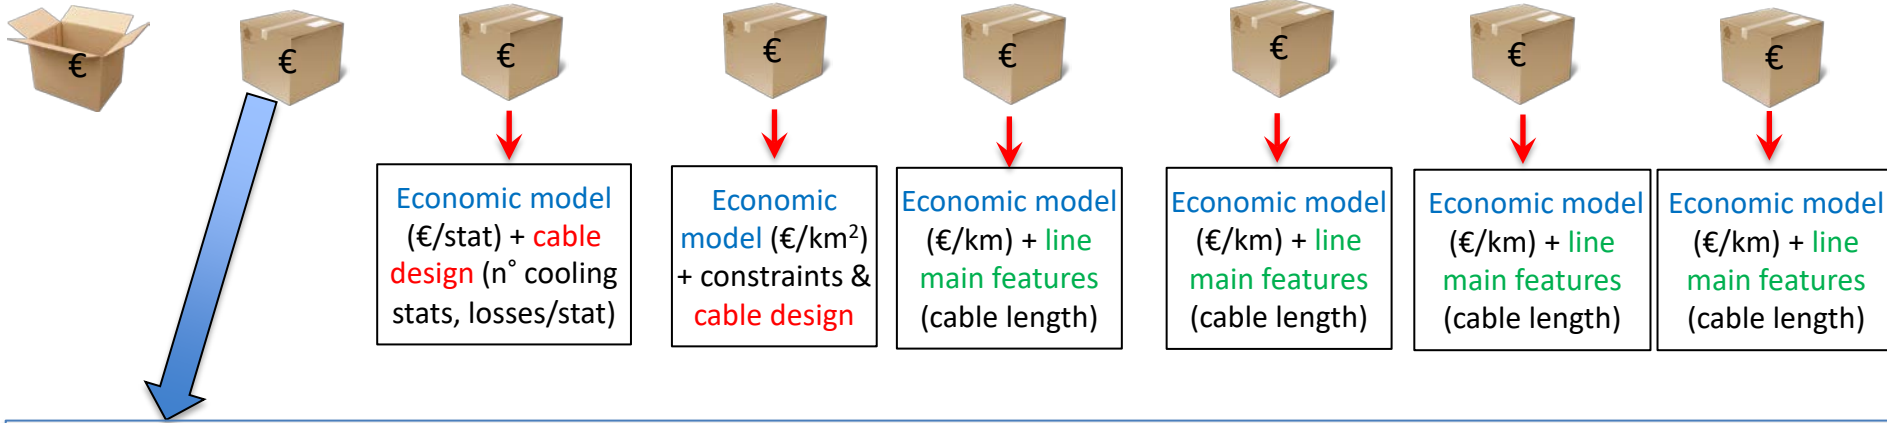 € € € € € € € €
Economic model
(€/stat) + cable
design (n° cooling
stats, losses/stat)
Economic
model (€/km²)
+ constraints &
cable design
Economic model
(€/km) + line
main features
(cable length)
Economic model
(€/km) + line
main features
(cable length)
Economic model
(€/km) + line
main features
(cable length)
Economic model
(€/km) + line
main features
(cable length)